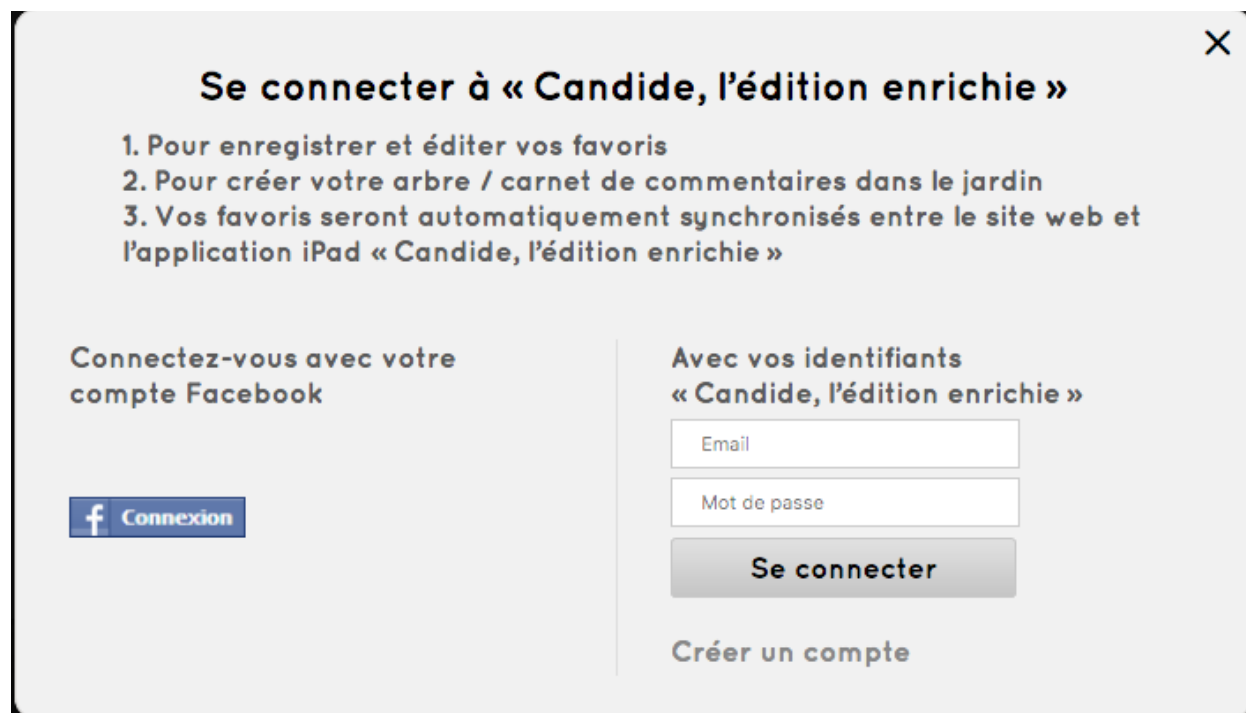 Se connecter à « Candide, l’édition enrichie »
1. Pour enregistrer et éditer vos favoris
2. Pour créer votre arbre / carnet de commentaires dans le jardin
3. Vos favoris seront automatiquement synchronisés entre le site web et
l’application iPad « Candide, l’édition enrichie »
Connectez-vous avec votre
compte Facebook
f Connexion
Avec vos identifiants
« Candide, l’édition enrichie »
Email
Mot de passe
Se connecter
Créer un compte